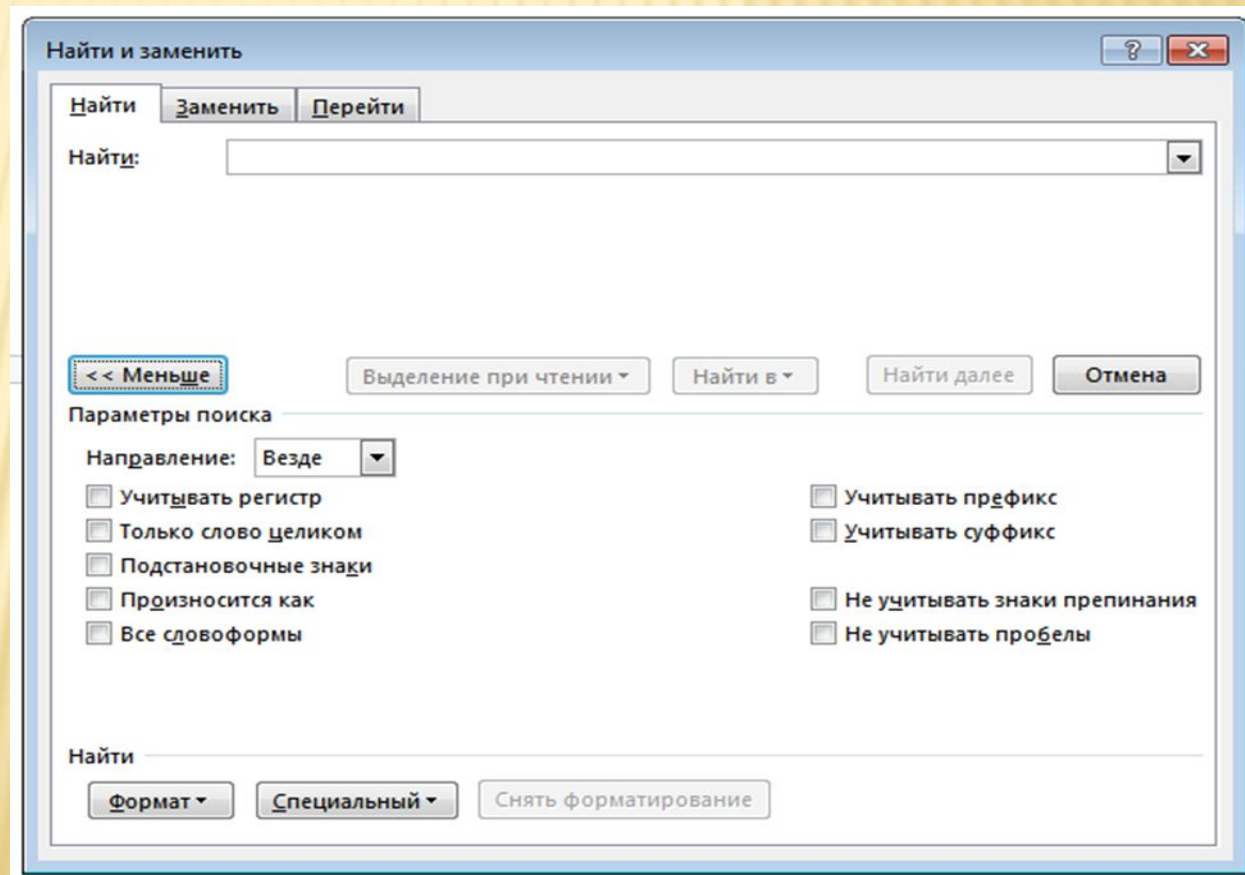 Найти и заменить
Найти Заменить Перейти
Найти:
<< Меньше Выделение при чтении Найти в Найти далее Отмена
Параметры поиска
Направление: Везде
Учитывать регистр Учитывать префикс
Только слово целиком Учитывать суффикс
Подстановочные знаки
Произносится как Не учитывать знаки препинания
Все словоформы Не учитывать пробелы
Найти
Формат Специальный Снять форматирование